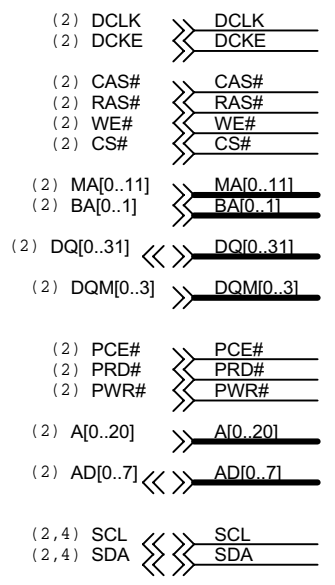 (2) DCLK DCLK
(2) DCKE DCKE
(2) CAS# CAS#
(2) RAS# RAS#
(2) WE# WE#
(2) CS# CS#
(2) MA[0..11] MA[0..11]
(2) BA[0..1] BA[0..1]
(2) DQ[0..31] DQ[0..31]
(2) DQM[0..3] DQM[0..3]
(2) PCE# PCE#
(2) PRD# PRD#
(2) PWR# PWR#
(2) A[0..20] A[0..20]
(2) AD[0..7] AD[0..7]
(2,4) SCL SCL
(2,4) SDA SDA